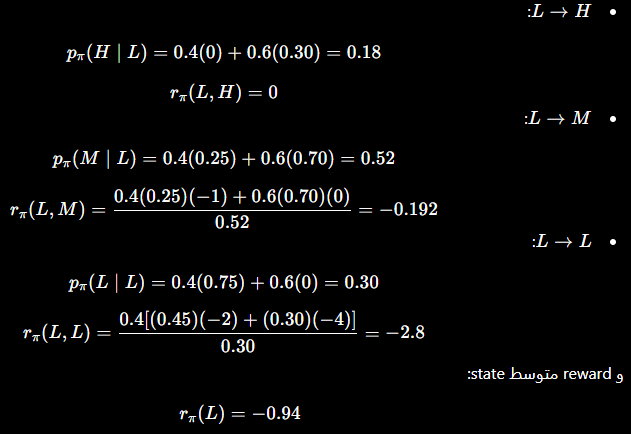 • L → H:
p_π(H | L) = 0.4(0) + 0.6(0.30) = 0.18
r_π(L, H) = 0
• L → M:
p_π(M | L) = 0.4(0.25) + 0.6(0.70) = 0.52
r_π(L, M) = \frac{0.4(0.25)(−1) + 0.6(0.70)(0)}{0.52} = −0.192
• L → L:
p_π(L | L) = 0.4(0.75) + 0.6(0) = 0.30
r_π(L, L) = \frac{0.4[(0.45)(−2) + (0.30)(−4)]}{0.30} = −2.8
و reward متوسط state:
r_π(L) = −0.94